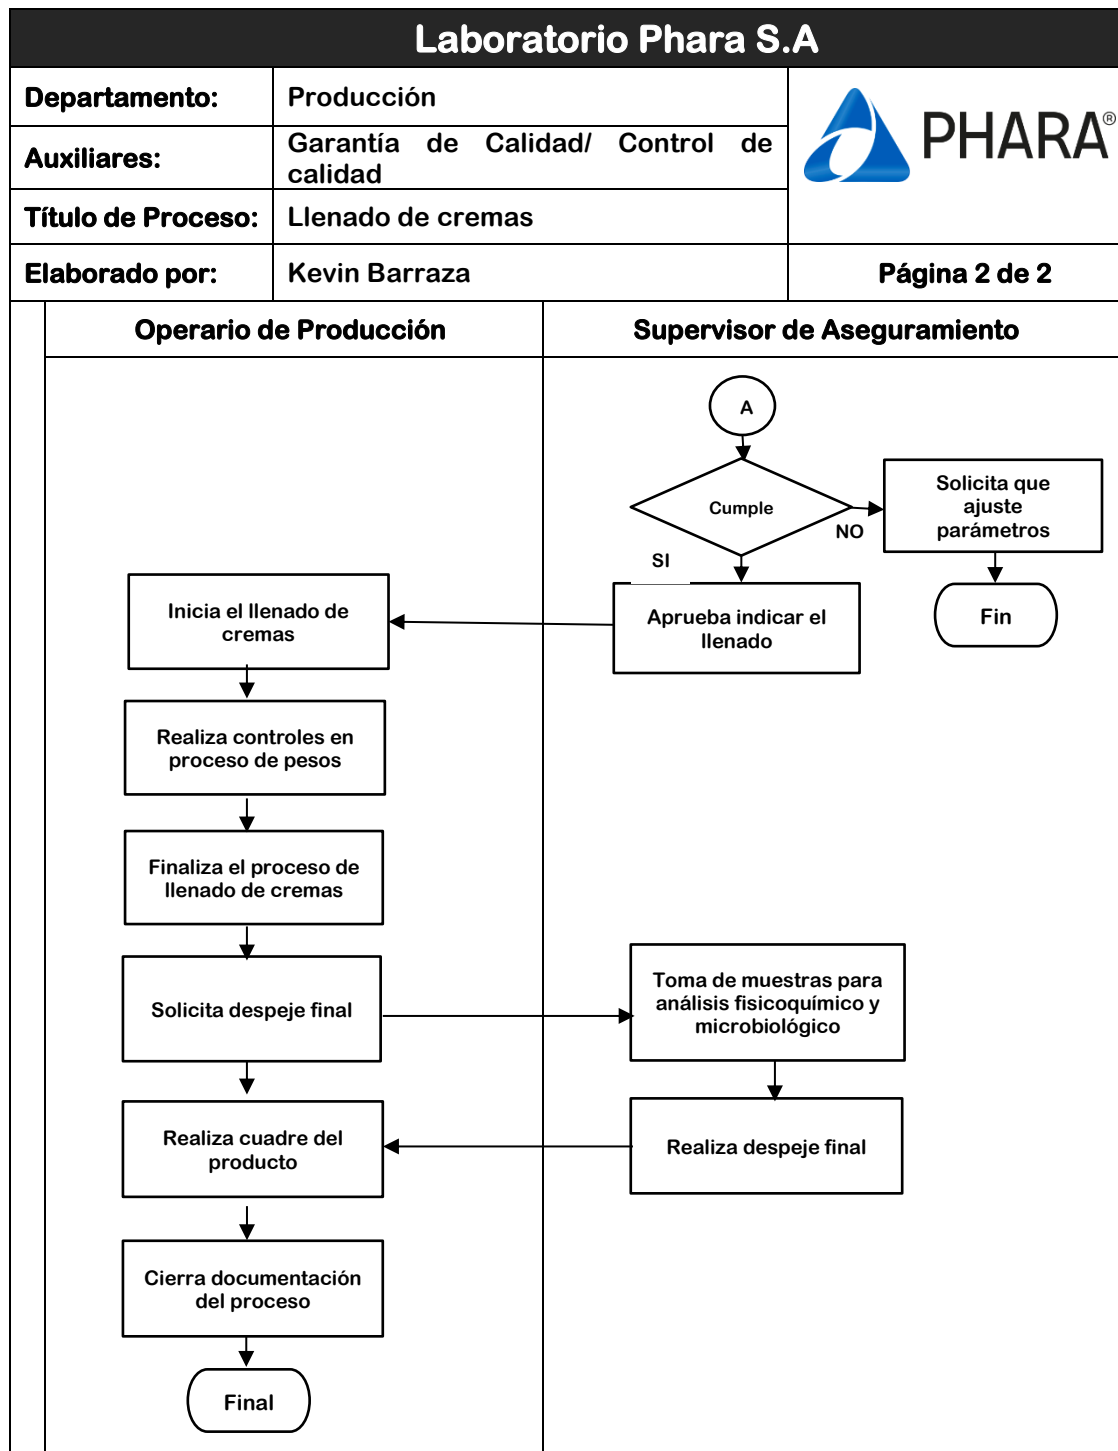 Laboratorio Phara S.A
Departamento:
Producción
PHARA®
Auxiliares:
Garantía de Calidad/ Control de
calidad
Título de Proceso:
Llenado de cremas
Elaborado por:
Kevin Barraza
Página 2 de 2
Operario de Producción
Supervisor de Aseguramiento
A
Cumple
NO
Solicita que
ajuste
parámetros
SI
Fin
Aprueba indicar el
llenado
Inicia el llenado de
cremas
Realiza controles en
proceso de pesos
Finaliza el proceso de
llenado de cremas
Solicita despeje final
Toma de muestras para
análisis fisicoquímico y
microbiológico
Realiza despeje final
Realiza cuadre del
producto
Cierra documentación
del proceso
Final